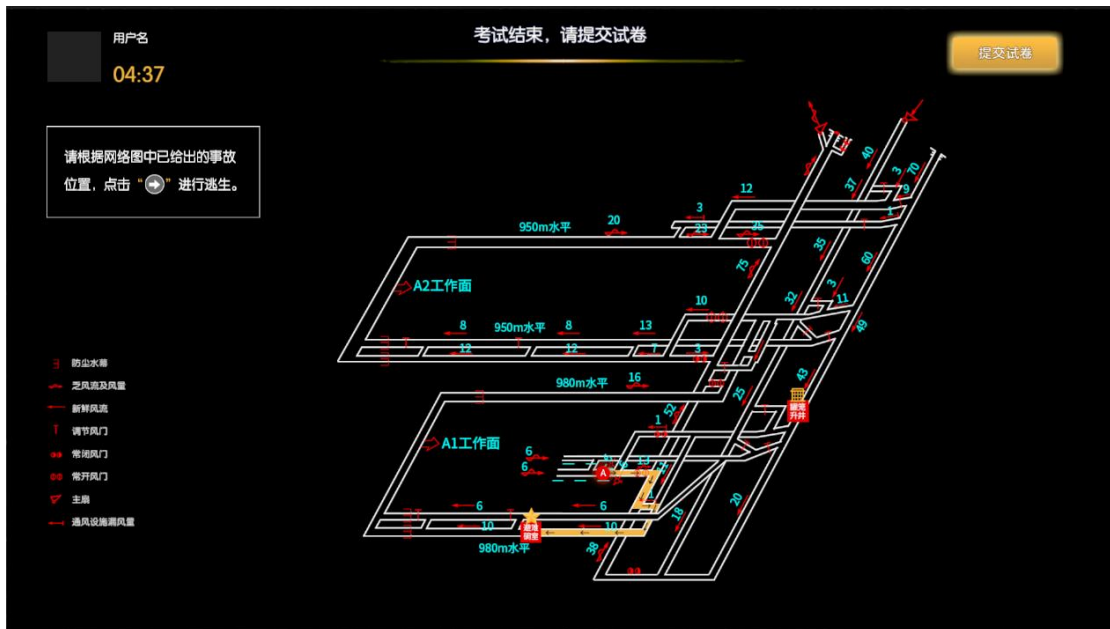 用户名
考试结束，请提交试卷
提交试卷
04:37
请根据网络图中已给出的事故
位置，点击“ ”进行逃生。
40
3
70
37
9
12
3
1
20
950m水平
23
35
75
60
A2工作面
32
3
11
10
49
8
950m水平
8
13
12
12
7
3
43
防尘水幕
乏风流及风量
新鲜风流
调节风门
常闭风门
常开风门
主扇
通风设施漏风量
980m水平
16
25
罐笼
升井
52
1
A1工作面
6
6
A
13
1
6
6
10
10
避难
硐室
980m水平
38
18
20